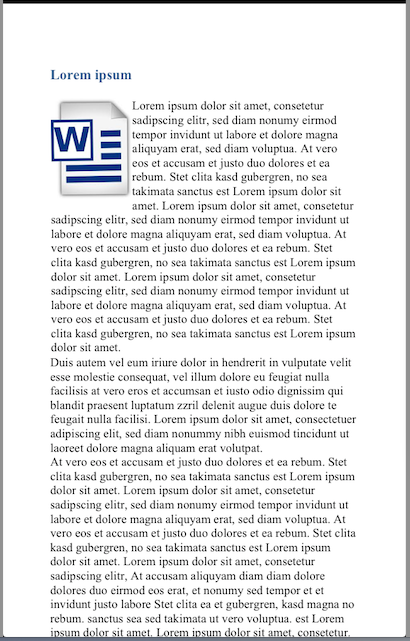 Lorem ipsum
W
Lorem ipsum dolor sit amet, consetetur
sadipscing elitr, sed diam nonumy eirmod
tempor invidunt ut labore et dolore magna
aliquyam erat, sed diam voluptua. At vero
eos et accusam et justo duo dolores et ea
rebum. Stet clita kasd gubergren, no sea
takimata sanctus est Lorem ipsum dolor sit
amet. Lorem ipsum dolor sit amet, consetetur
sadipscing elitr, sed diam nonumy eirmod tempor invidunt ut
labore et dolore magna aliquyam erat, sed diam voluptua. At
vero eos et accusam et justo duo dolores et ea rebum. Stet
clita kasd gubergren, no sea takimata sanctus est Lorem ipsum
dolor sit amet. Lorem ipsum dolor sit amet, consetetur
sadipscing elitr, sed diam nonumy eirmod tempor invidunt ut
labore et dolore magna aliquyam erat, sed diam voluptua. At
vero eos et accusam et justo duo dolores et ea rebum. Stet
clita kasd gubergren, no sea takimata sanctus est Lorem ipsum
dolor sit amet.
Duis autem vel eum iriure dolor in hendrerit in vulputate velit
esse molestie consequat, vel illum dolore eu feugiat nulla
facilisis at vero eros et accumsan et iusto odio dignissim qui
blandit praesent luptatum zzril delenit augue duis dolore te
feugait nulla facilisi. Lorem ipsum dolor sit amet, consectetuer
adipiscing elit, sed diam nonummy nibh euismod tincidunt ut
laoreet dolore magna aliquam erat volutpat.
At vero eos et accusam et justo duo dolores et ea rebum. Stet
clita kasd gubergren, no sea takimata sanctus est Lorem ipsum
dolor sit amet. Lorem ipsum dolor sit amet, consetetur
sadipscing elitr, sed diam nonumy eirmod tempor invidunt ut
labore et dolore magna aliquyam erat, sed diam voluptua. At
vero eos et accusam et justo duo dolores et ea rebum. Stet clita
kasd gubergren, no sea takimata sanctus est Lorem ipsum
dolor sit amet. Lorem ipsum dolor sit amet, consetetur
sadipscing elitr, At accusam aliquyam diam diam dolore
dolores duo eirmod eos erat, et nonumy sed tempor et et
invidunt justo labore Stet clita ea et gubergren, kasd magna no
rebum. sanctus sea sed takimata ut vero voluptua. est Lorem
ipsum dolor sit amet. Lorem ipsum dolor sit amet, consetetur